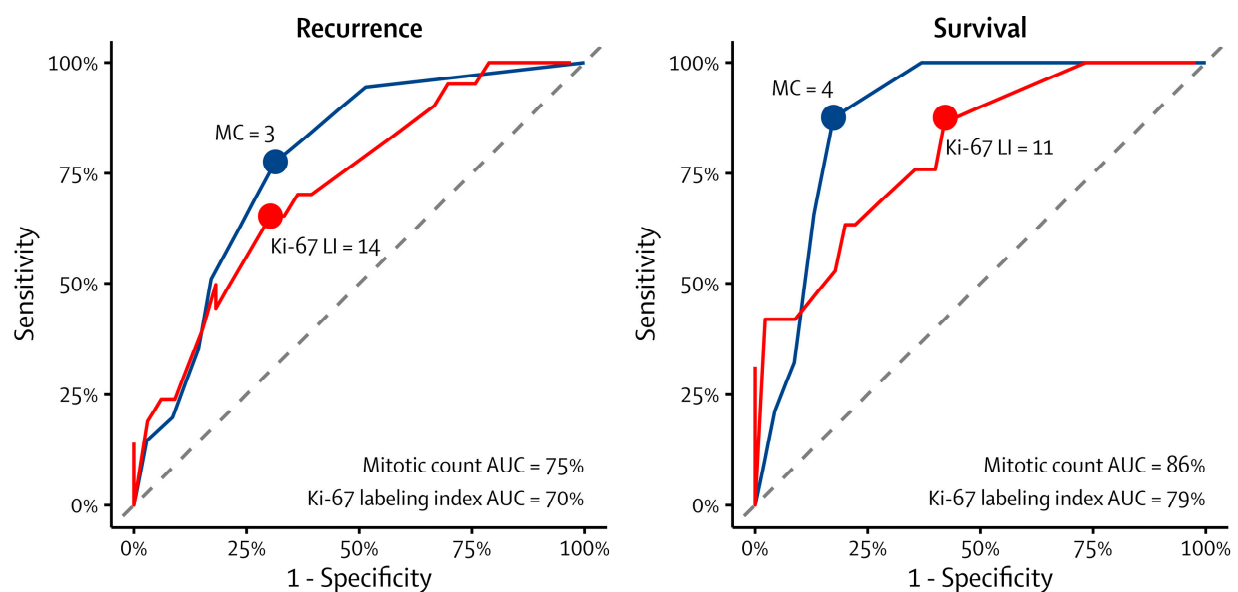 Recurrence
Sensitivity
100%
75%
50%
25%
0%
MC = 3
Ki-67 LI = 14
Mitotic count AUC = 75%
Ki-67 labeling index AUC = 70%
0%
25%
50%
75%
100%
1 - Specificity
Survival
Sensitivity
100%
75%
50%
25%
0%
MC = 4
Ki-67 LI = 11
Mitotic count AUC = 86%
Ki-67 labeling index AUC = 79%
0%
25%
50%
75%
100%
1 - Specificity